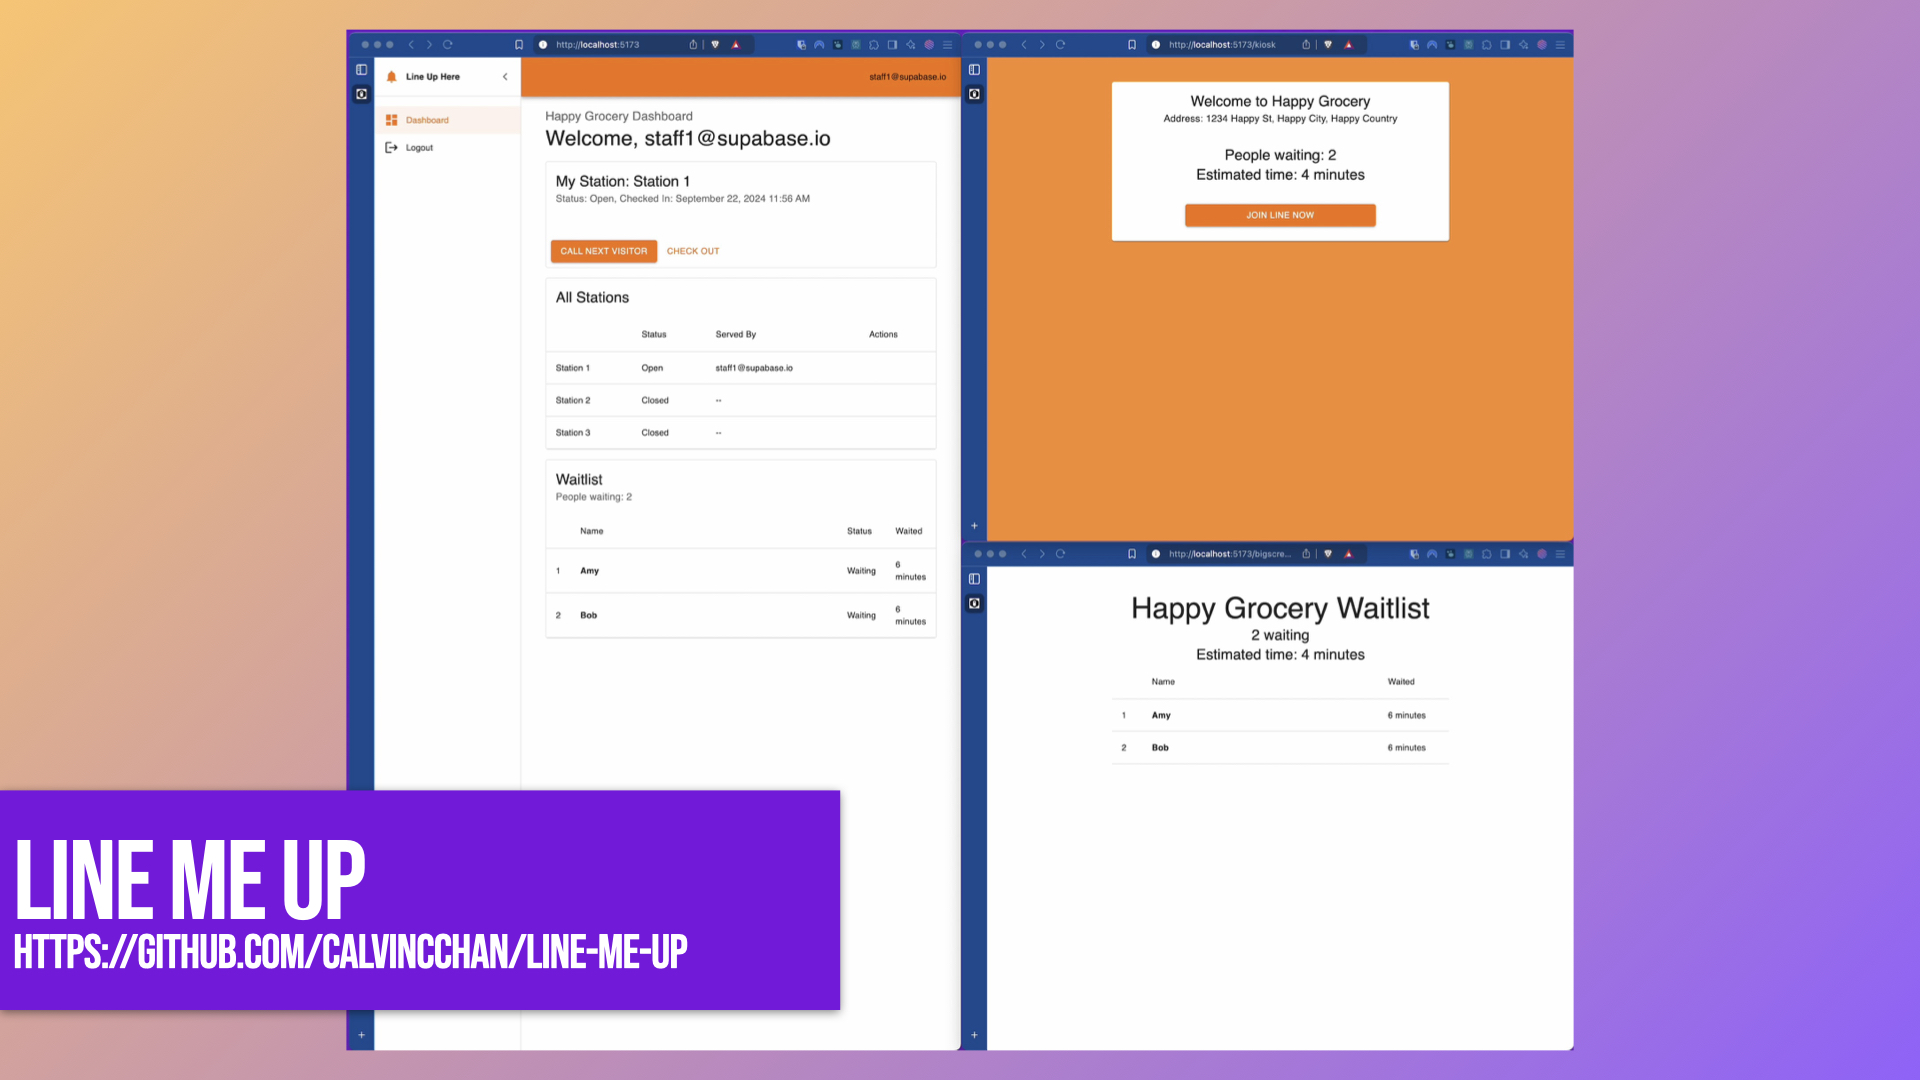 http://localhost:5173
Line Up Here
staff1@supabase.io
Dashboard
Logout
Happy Grocery Dashboard
Welcome, staff1@supabase.io
My Station: Station 1
Status: Open, Checked In: September 22, 2024 11:56 AM
CALL NEXT VISITOR
CHECK OUT
All Stations
Status Served By Actions
Station 1 Open staff1@supabase.io
Station 2 Closed --
Station 3 Closed --
Waitlist
People waiting: 2
Name Status Waited
1 Amy Waiting 6 minutes
2 Bob Waiting 6 minutes
http://localhost:5173/kiosk
Welcome to Happy Grocery
Address: 1234 Happy St, Happy City, Happy Country
People waiting: 2
Estimated time: 4 minutes
JOIN LINE NOW
http://localhost:5173/bigscre...
Happy Grocery Waitlist
2 waiting
Estimated time: 4 minutes
Name Waited
1 Amy 6 minutes
2 Bob 6 minutes
LINE ME UP
HTTPS://GITHUB.COM/CALVINCCHAN/LINE-ME-UP